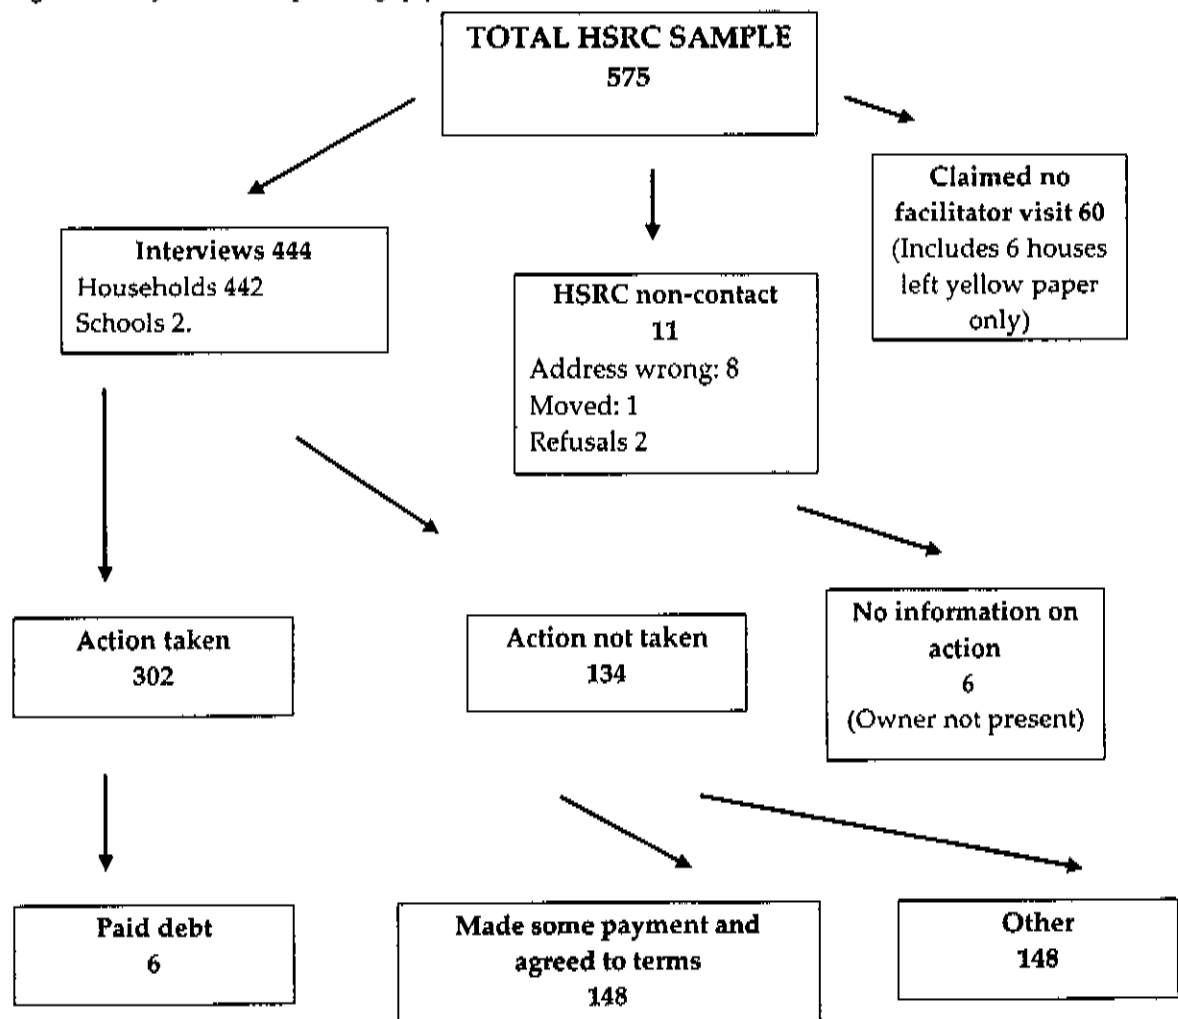 TOTAL HSRC SAMPLE
575
Claimed no
facilitator visit 60
(Includes 6 houses
left yellow paper
only)
Interviews 444
Households 442
Schools 2.
HSRC non-contact
11
Address wrong: 8
Moved: 1
Refusals 2
Action taken
302
Action not taken
134
No information on
action
6
(Owner not present)
Paid debt
6
Made some payment and
agreed to terms
148
Other
148